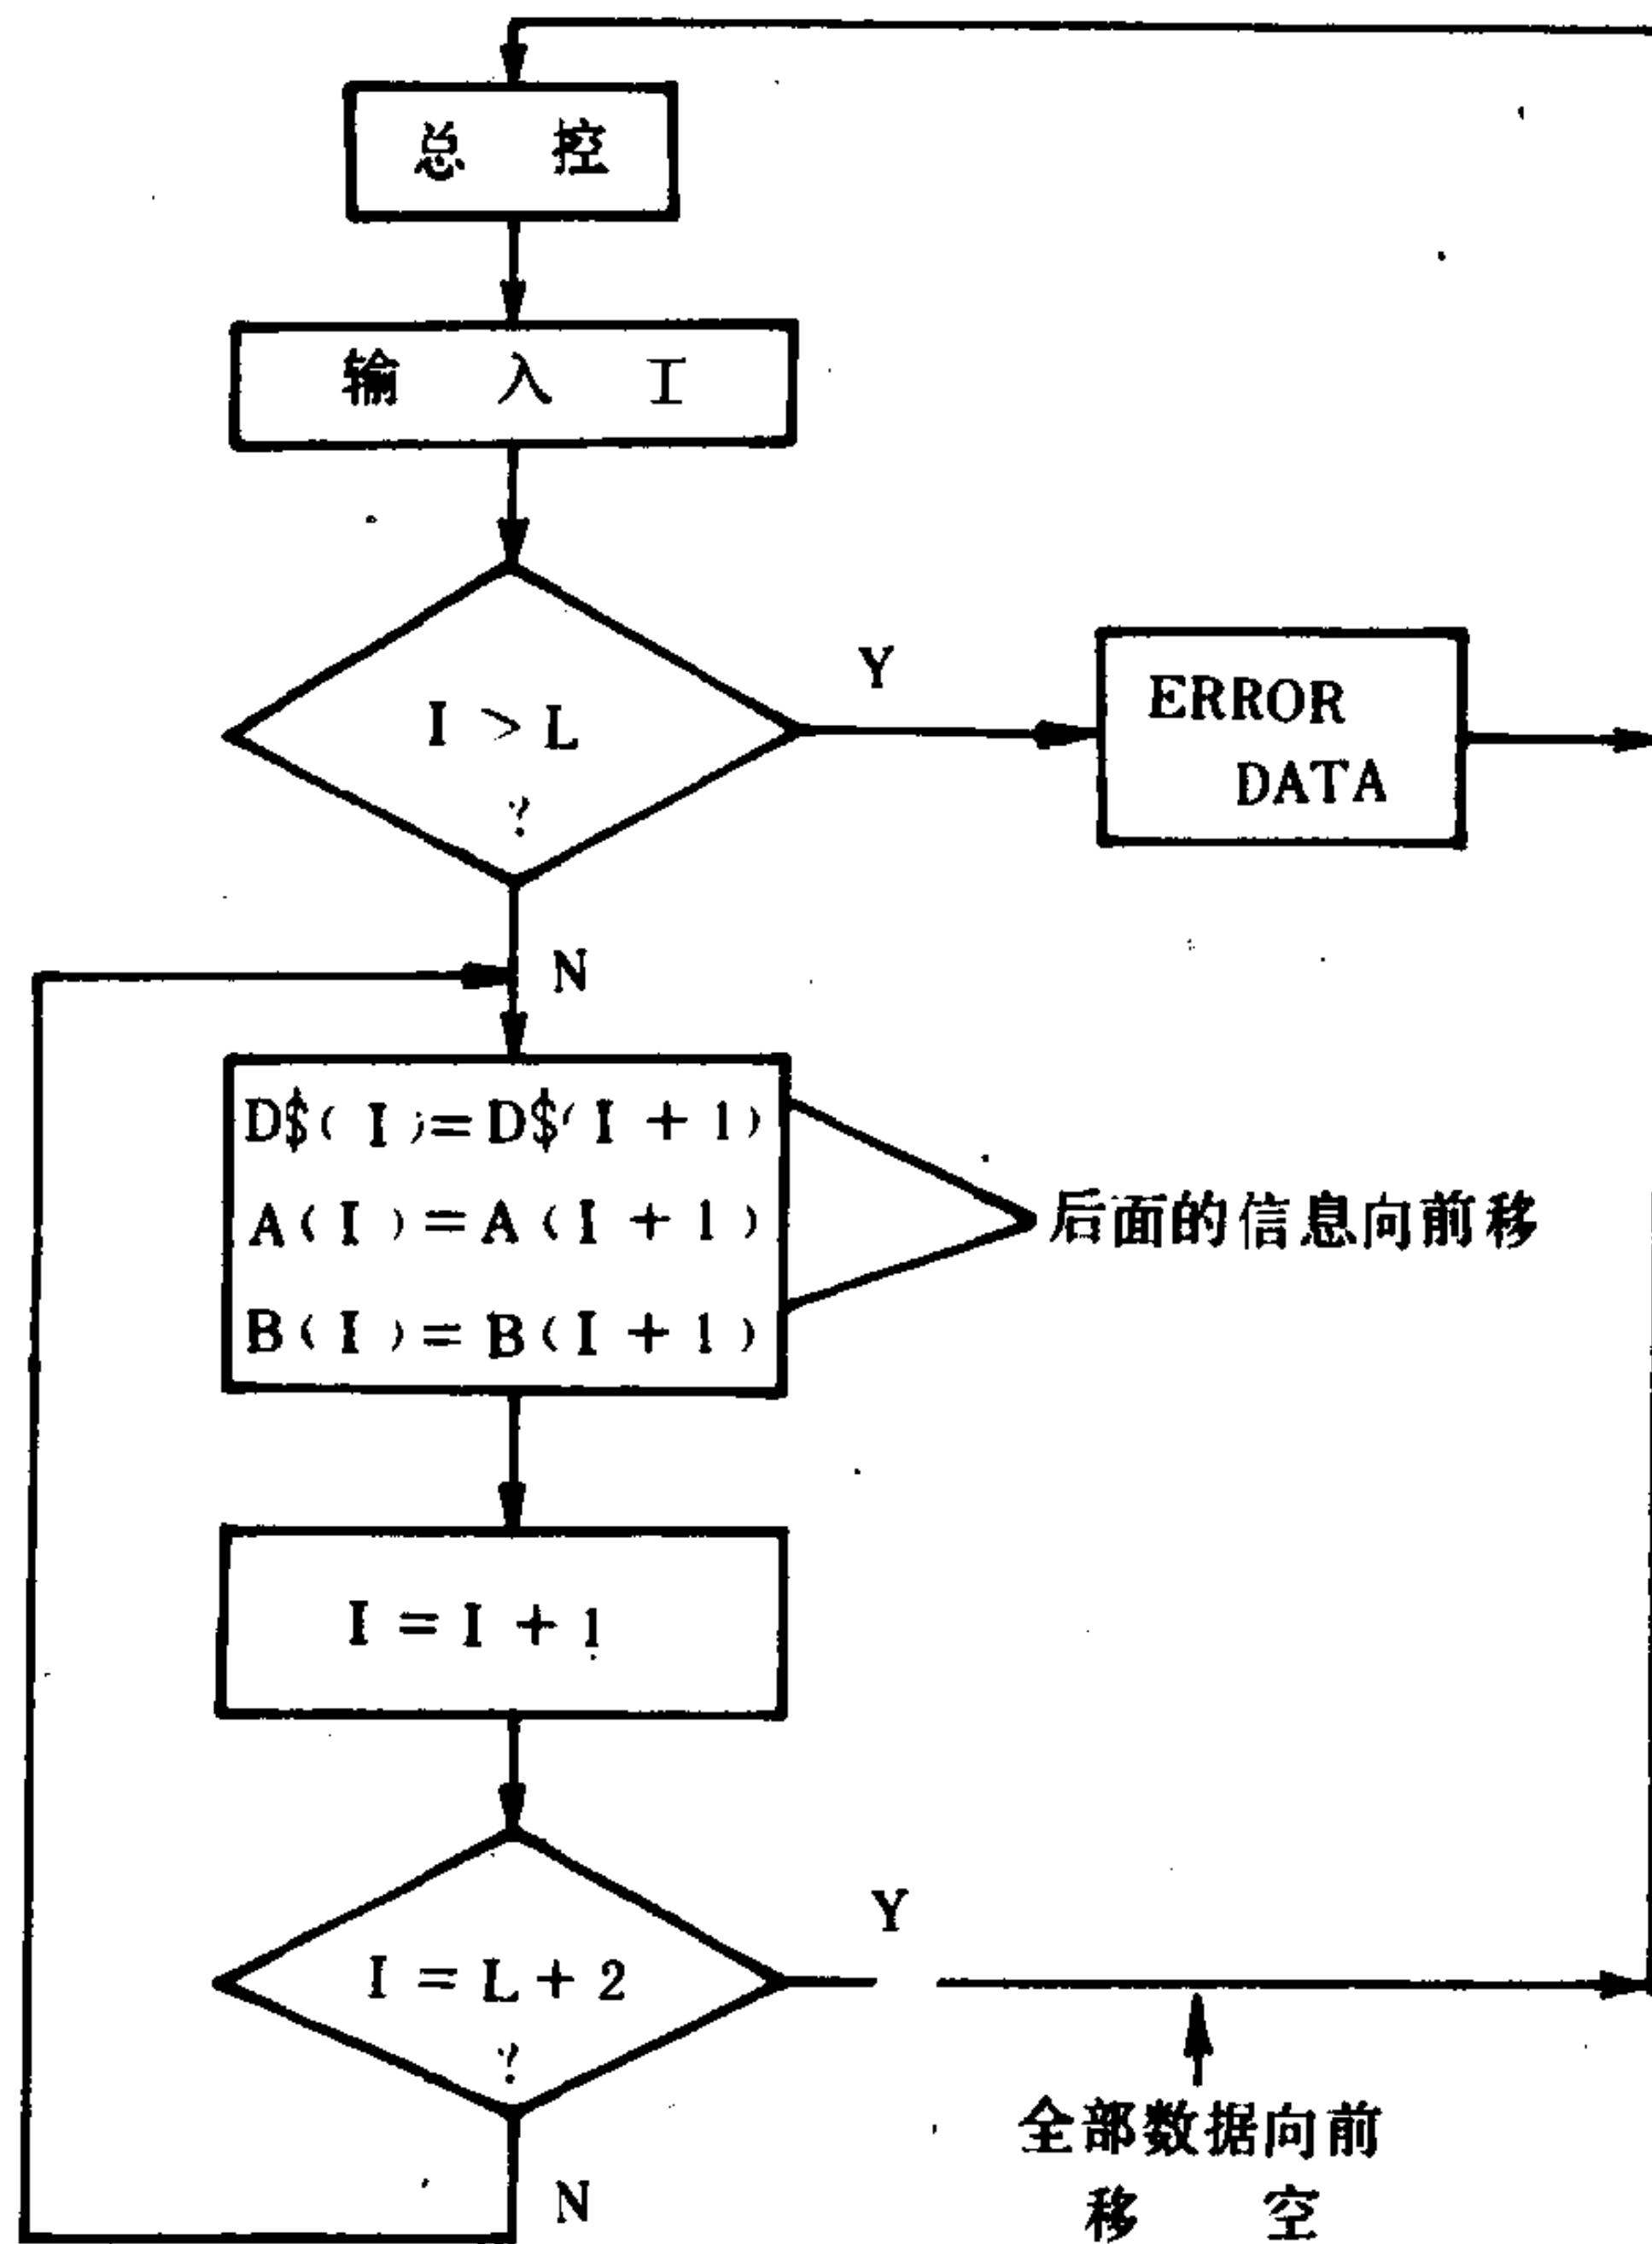 总 控
输 入 I
I > L
?
Y
ERROR
DATA
N
D$(I)=D$(I+1)
A(I)=A(I+1)
B(I)=B(I+1)
后面的信息向前移
I=I+1
I=L+2
?
Y
全部数据向前
移 空
N